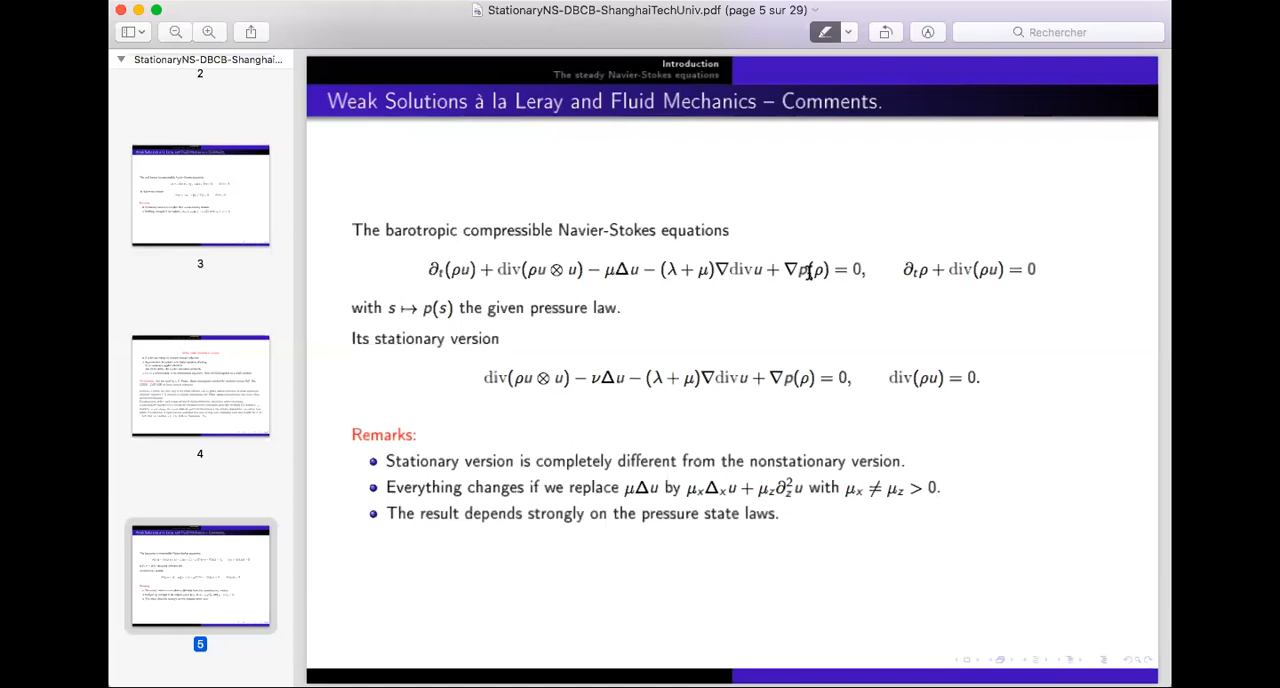 StationaryNS-DBCB-ShanghaiTechUniv.pdf (page 5 sur 29)
Rechercher
StationaryNS-DBCB-Shanghai...
2
3
4
5
Introduction
The steady Navier-Stokes equations
Weak Solutions à la Leray and Fluid Mechanics – Comments.
The barotropic compressible Navier-Stokes equations
∂ₜ(ρu) + div(ρu ⊗ u) − μΔu − (λ + μ)∇divu + ∇p(ρ) = 0, ∂ₜρ + div(ρu) = 0
with s ↦ p(s) the given pressure law.
Its stationary version
div(ρu ⊗ u) − νΔu − (λ + μ)∇divu + ∇p(ρ) = 0, div(ρu) = 0.
Remarks:
Stationary version is completely different from the nonstationary version.
Everything changes if we replace μΔu by μₓΔₓu + μ_z∂_z²u with μₓ ≠ μ_z > 0.
The result depends strongly on the pressure state laws.